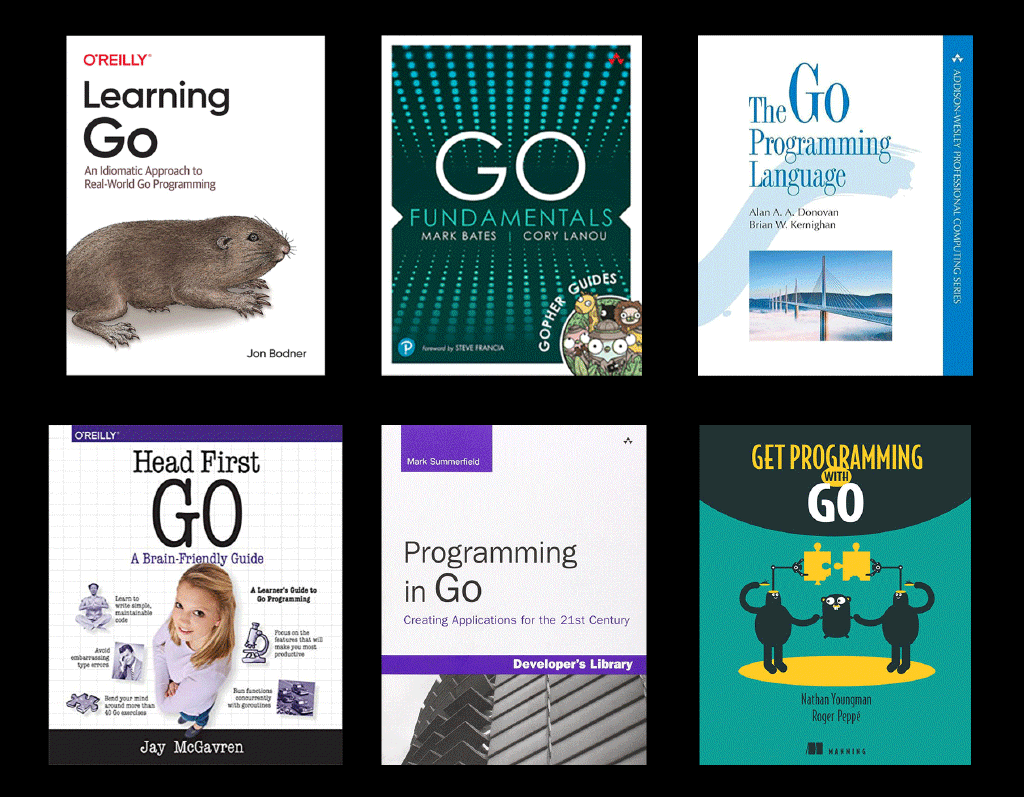 O'REILLY®
Learning
Go
An Idiomatic Approach to
Real-World Go Programming
Jon Bodner
GO
FUNDAMENTALS
MARK BATES | CORY LANOU
GOPHER GUIDES
P
foreword by STEVE FRANCIA
The Go
Programming
Language
Alan A. A. Donovan
Brian W. Kernighan
ADDISON-WESLEY PROFESSIONAL COMPUTING SERIES
O'REILLY®
Head First
GO
A Brain-Friendly Guide
A Learner's Guide to
Go Programming
Learn to
write simple,
maintainable
code
Focus on the
features that will
make you most
productive
Avoid
embarrassing
type errors
Bend your mind
around more than
40 Go exercises
Run functions
concurrently
with goroutines
Jay McGavren
Mark Summerfield
Programming
in Go
Creating Applications for the 21st Century
Developer's Library
GET PROGRAMMING
WITH
GO
Nathan Youngman
Roger Peppé
MANNING